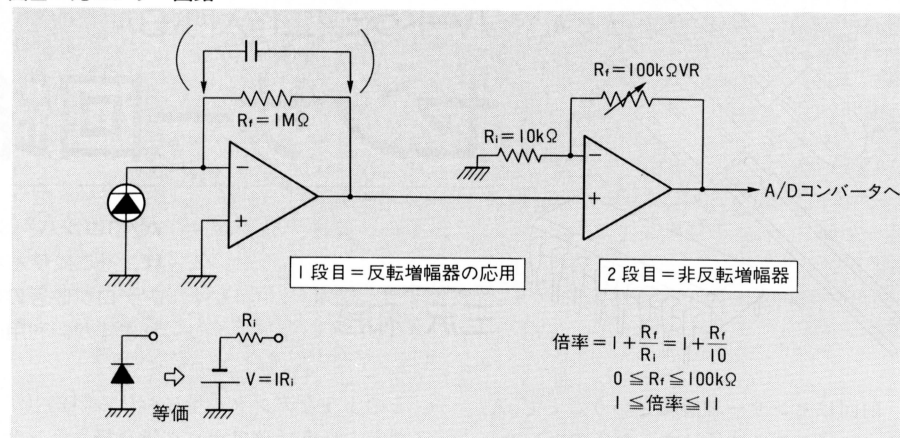 Rf=1MΩ
Rf=100kΩVR
Ri=10kΩ
−
+
−
+
A/Dコンバータへ
1段目=反転増幅器の応用
2段目=非反転増幅器
Ri
V=IRi
⇨
等価
倍率=1+Rf/Ri=1+Rf/10
0≦Rf≦100kΩ
1≦倍率≦11